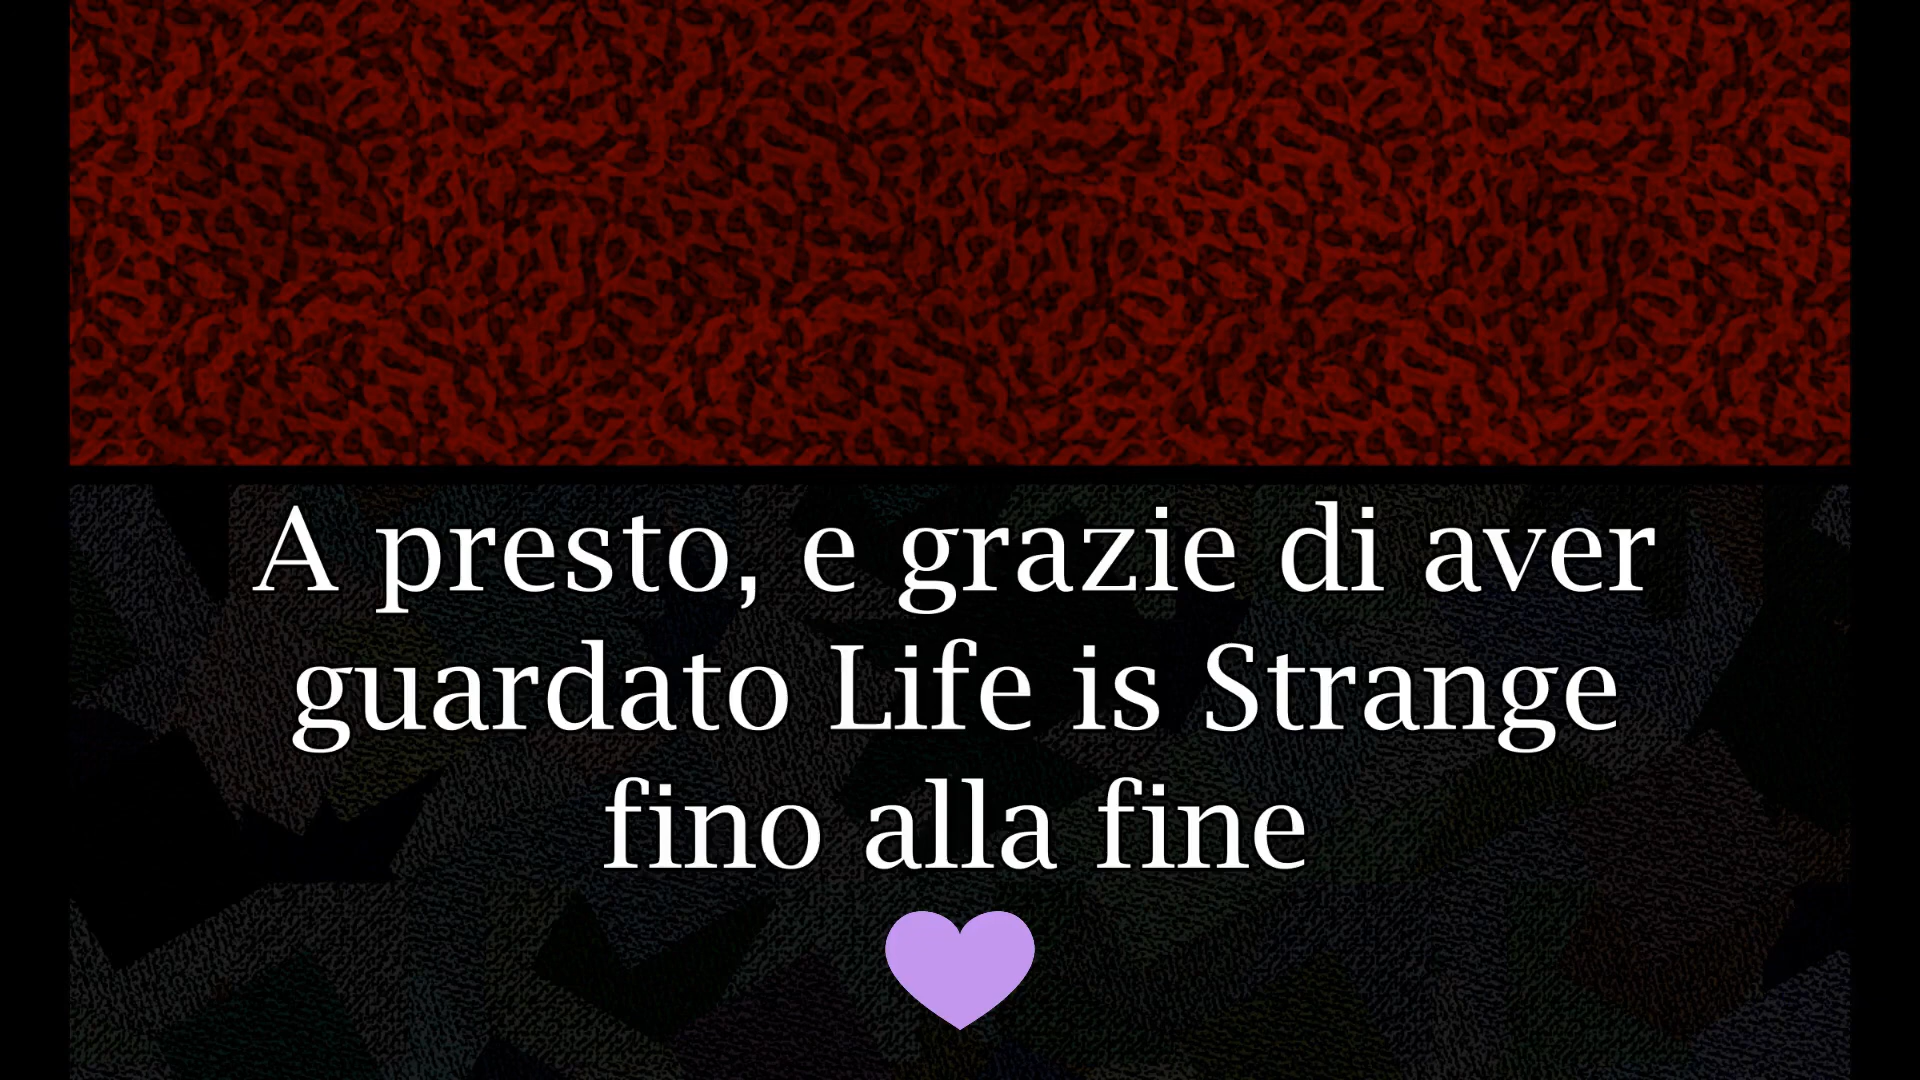 A presto, e grazie di aver
guardato Life is Strange
fino alla fine